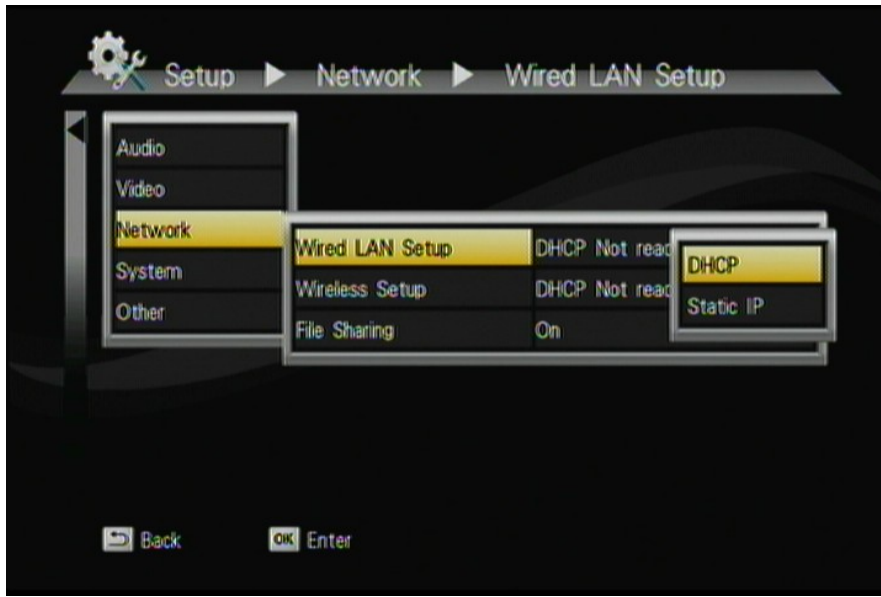 Setup ▶ Network ▶ Wired LAN Setup
Audio
Video
Network
System
Other
Wired LAN Setup DHCP Not read
Wireless Setup DHCP Not read
File Sharing On
DHCP
Static IP
Back OK Enter